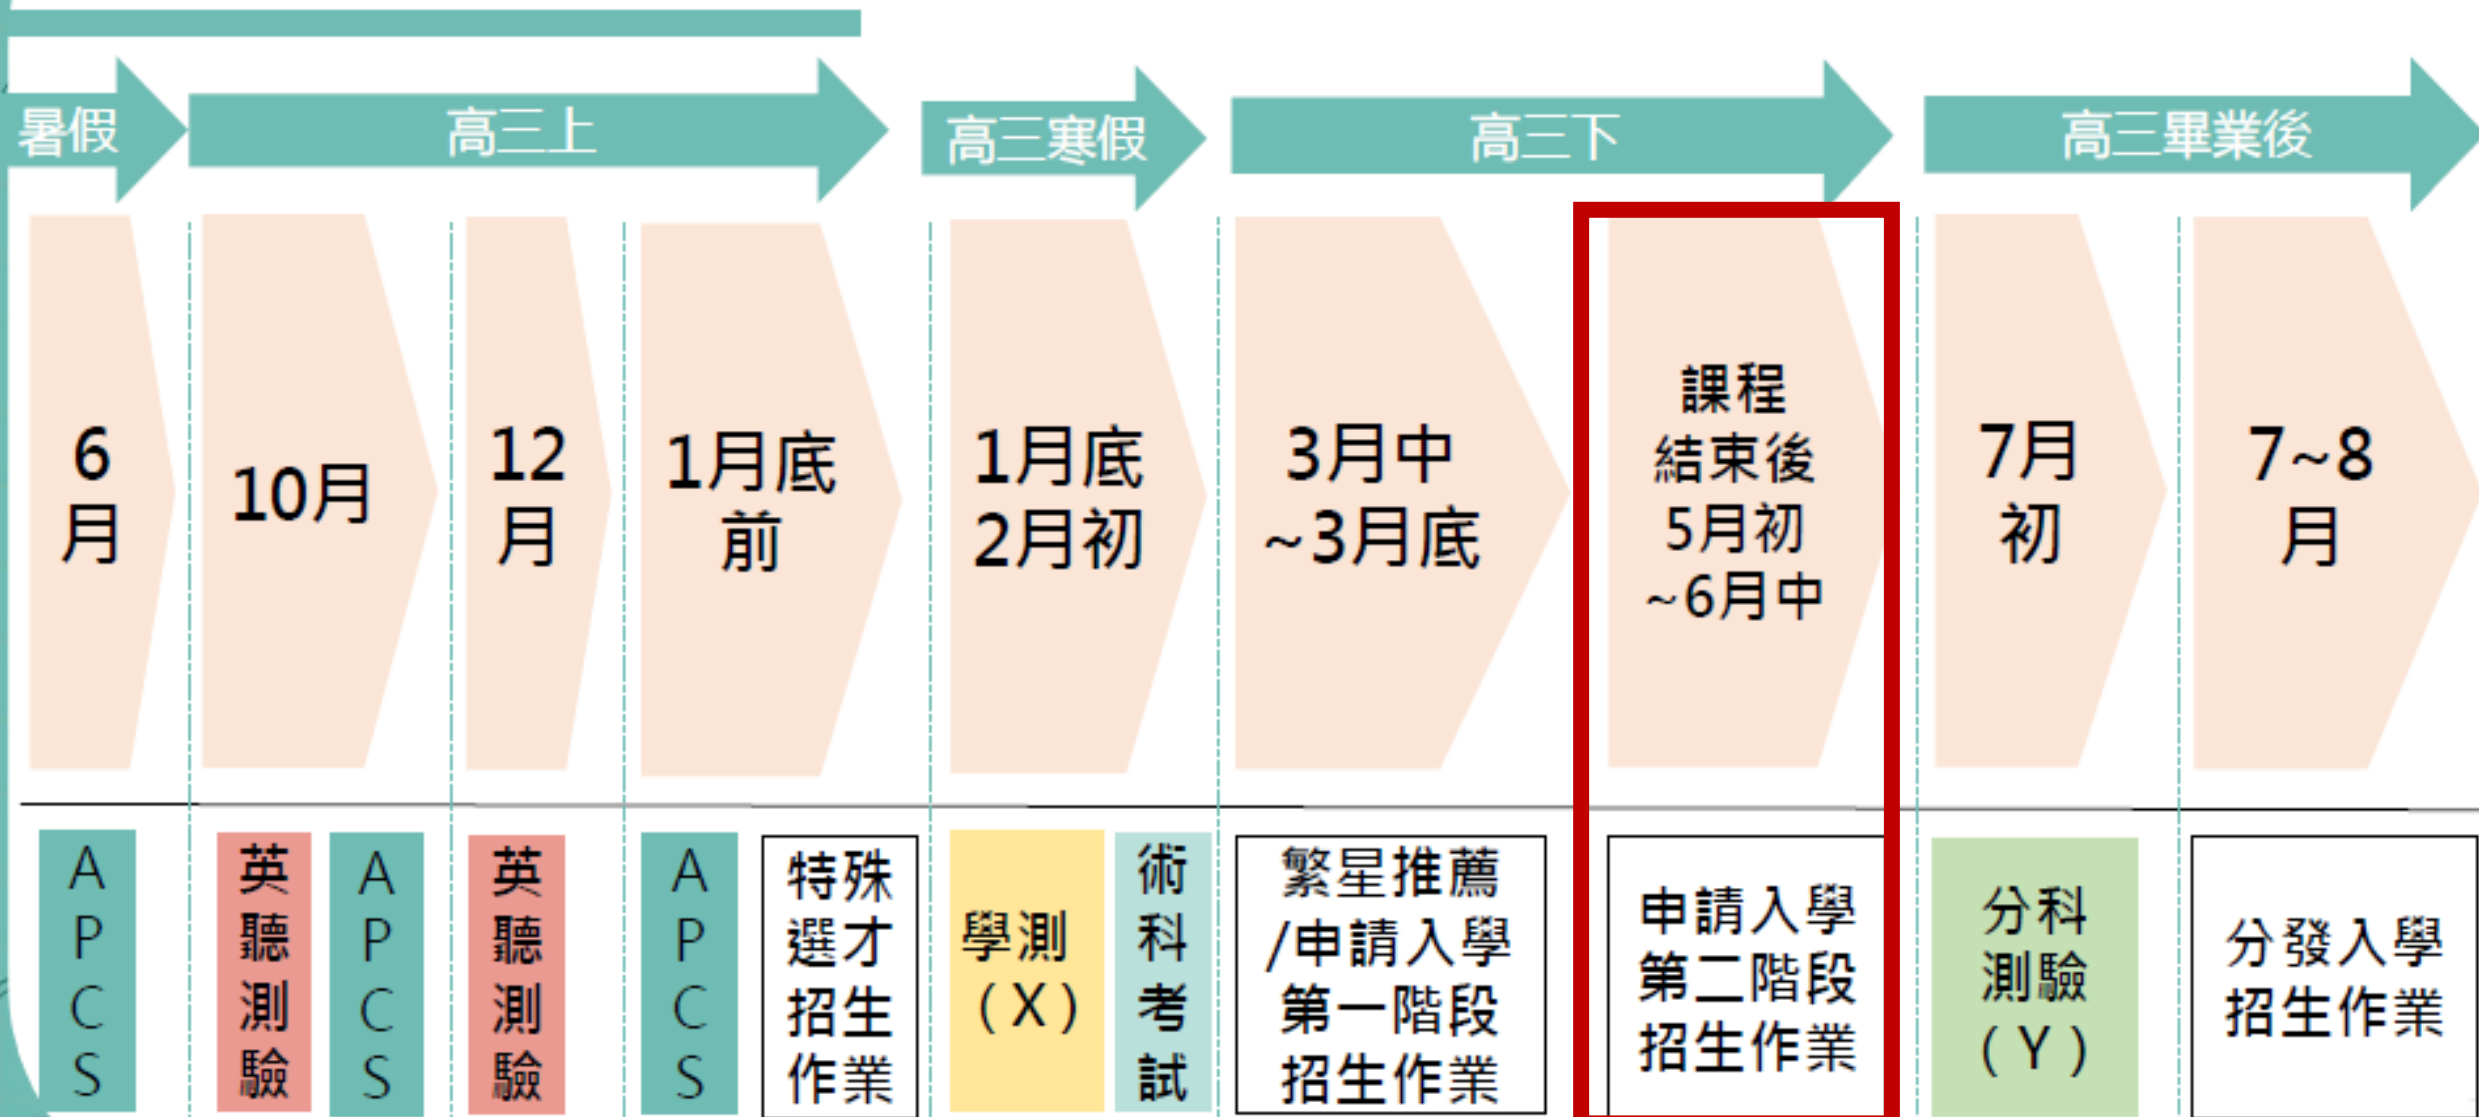 暑假
高三上
高三寒假
高三下
高三畢業後
6
月
10月
12
月
1月底
前
1月底
2月初
3月中
~3月底
課程
結束後
5月初
~6月中
7月
初
7~8
月
A
P
C
S
英
聽
測
驗
A
P
C
S
英
聽
測
驗
A
P
C
S
特殊
選才
招生
作業
學測
(X)
術
科
考
試
繁星推薦
/申請入學
第一階段
招生作業
申請入學
第二階段
招生作業
分科
測驗
(Y)
分發入學
招生作業